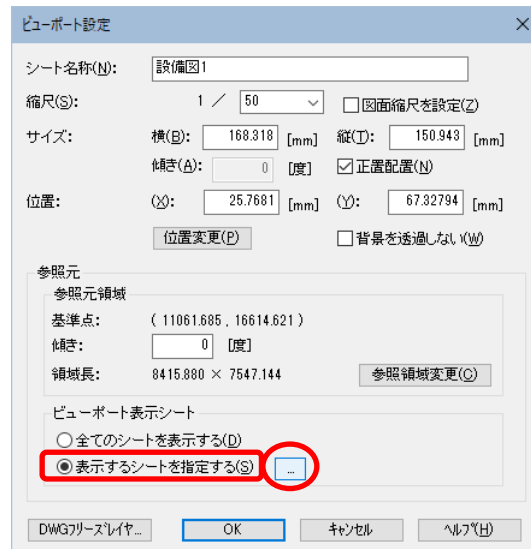 ビューポート設定
シート名称(N): 設備図1
縮尺(S): 1 / 50 図面縮尺を設定(Z)
サイズ: 横(B): 168.318 [mm] 縦(T): 150.943 [mm]
傾き(A): 0 [度] 正置配置(N)
位置: (X): 25.7681 [mm] (Y): 67.32794 [mm]
位置変更(P) 背景を透過しない(W)
参照元
参照元領域
基準点: ( 11061.685 , 16614.621 )
傾き: 0 [度]
領域長: 8415.880 × 7547.144 参照領域変更(C)
ビューポート表示シート
全てのシートを表示する(D)
表示するシートを指定する(S) ...
DWGフリーズレイヤ... OK キャンセル ヘルプ(H)